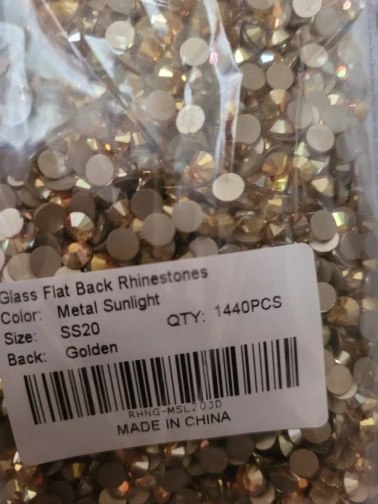 Glass Flat Back Rhinestones
Color: Metal Sunlight
Size: SS20 QTY: 1440PCS
Back: Golden
MADE IN CHINA